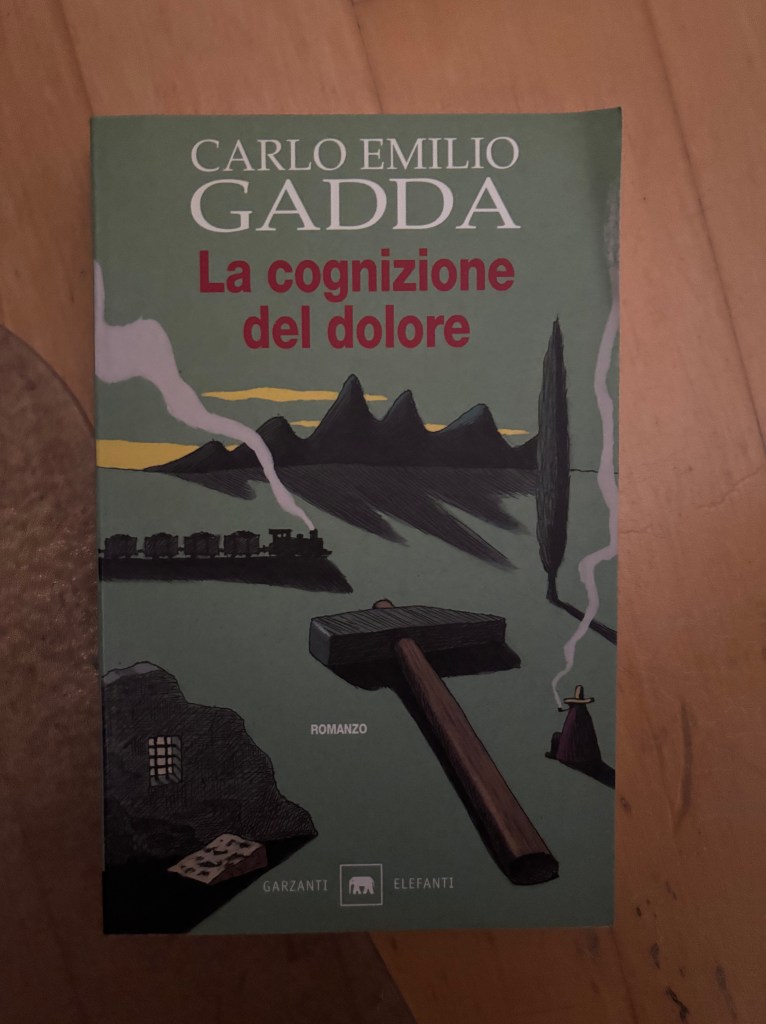 CARLO EMILIO
GADDA
La cognizione
del dolore
ROMANZO
GARZANTI ELEFANTI